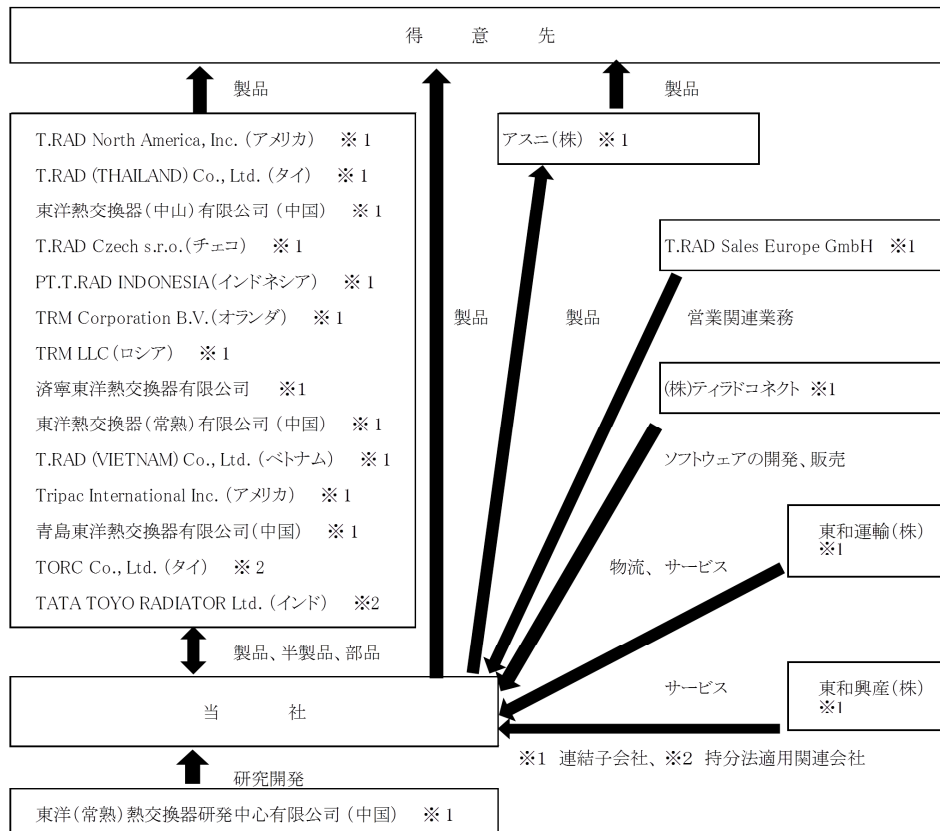 得 意 先
製品
製品
T.RAD North America, Inc. (アメリカ) ※1
T.RAD (THAILAND) Co., Ltd. (タイ) ※1
東洋熱交換器(中山)有限公司 (中国) ※1
T.RAD Czech s.r.o.(チェコ) ※1
PT.T.RAD INDONESIA(インドネシア) ※1
TRM Corporation B.V.(オランダ) ※1
TRM LLC(ロシア) ※1
済寧東洋熱交換器有限公司 ※1
東洋熱交換器(常熟)有限公司 (中国) ※1
T.RAD (VIETNAM) Co., Ltd. (ベトナム) ※1
Tripac International Inc. (アメリカ) ※1
青島東洋熱交換器有限公司(中国) ※1
TORC Co., Ltd. (タイ) ※2
TATA TOYO RADIATOR Ltd. (インド) ※2
アスニ(株) ※1
T.RAD Sales Europe GmbH ※1
製品
製品
営業関連業務
(株)ティラドコネクト ※1
ソフトウェアの開発、販売
東和運輸(株)
※1
物流、サービス
製品、半製品、部品
サービス
東和興産(株)
※1
当 社
※1 連結子会社、※2 持分法適用関連会社
研究開発
東洋(常熟)熱交換器研発中心有限公司 (中国) ※1